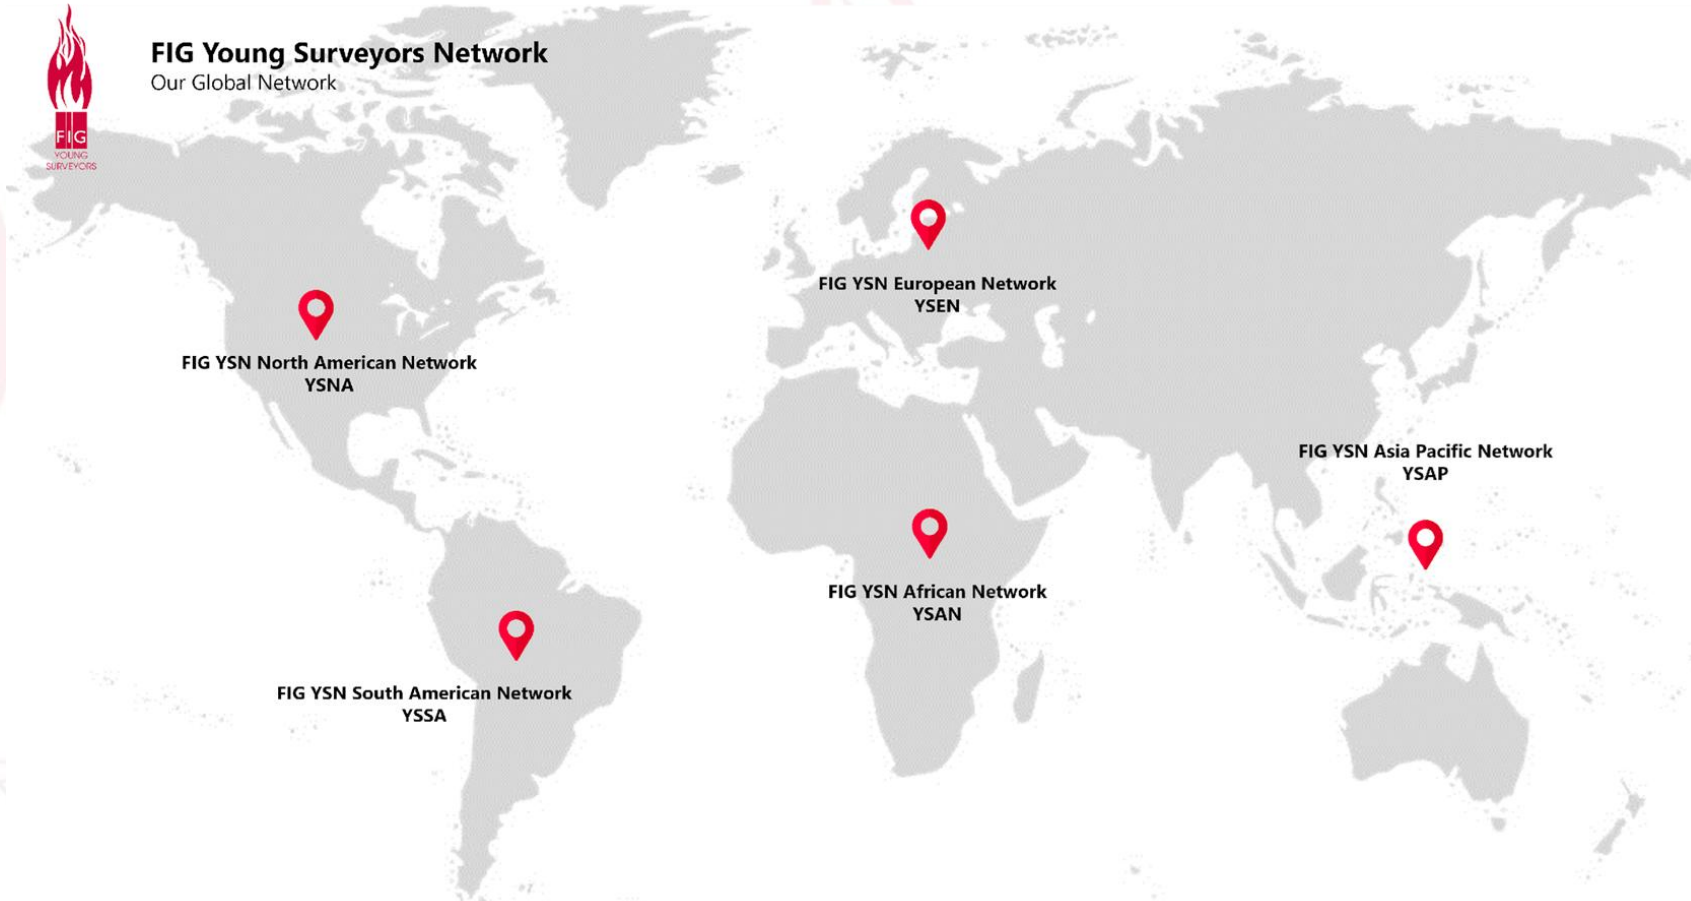 FIG Young Surveyors Network
Our Global Network
FIG
YOUNG
SURVEYORS
FIG YSN European Network
YSEN
FIG YSN North American Network
YSNA
FIG YSN Asia Pacific Network
YSAP
FIG YSN African Network
YSAN
FIG YSN South American Network
YSSA